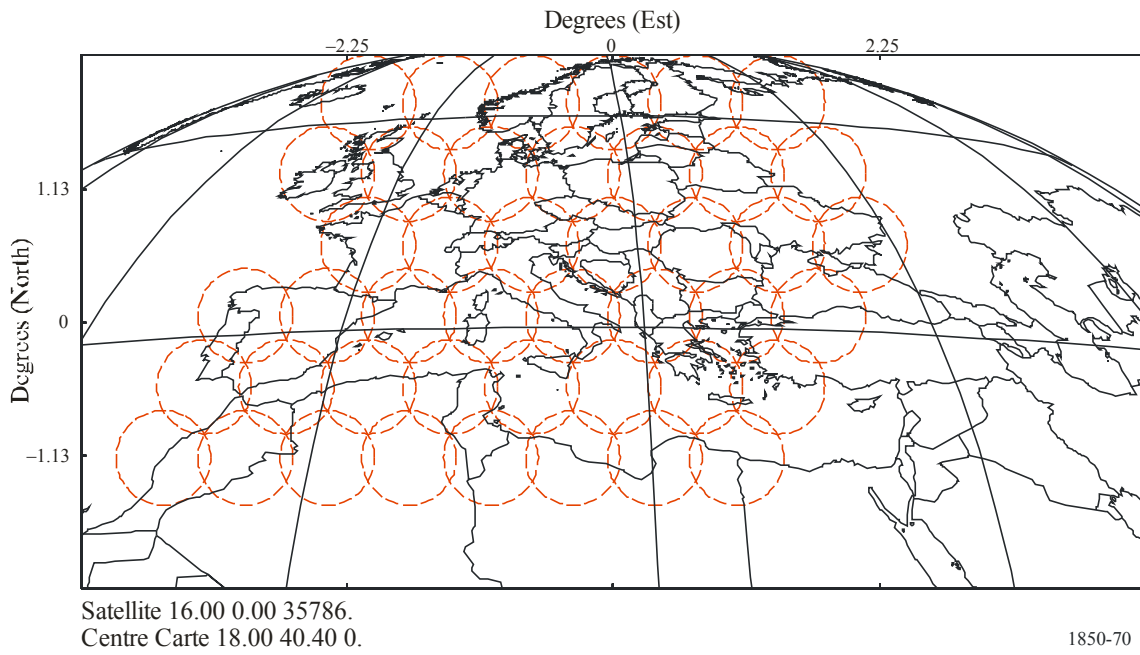 Degrees (Est)
–2.25 0 2.25
1.13
0
–1.13
Degrees (North)
Satellite 16.00 0.00 35786.
Centre Carte 18.00 40.40 0.
1850-70